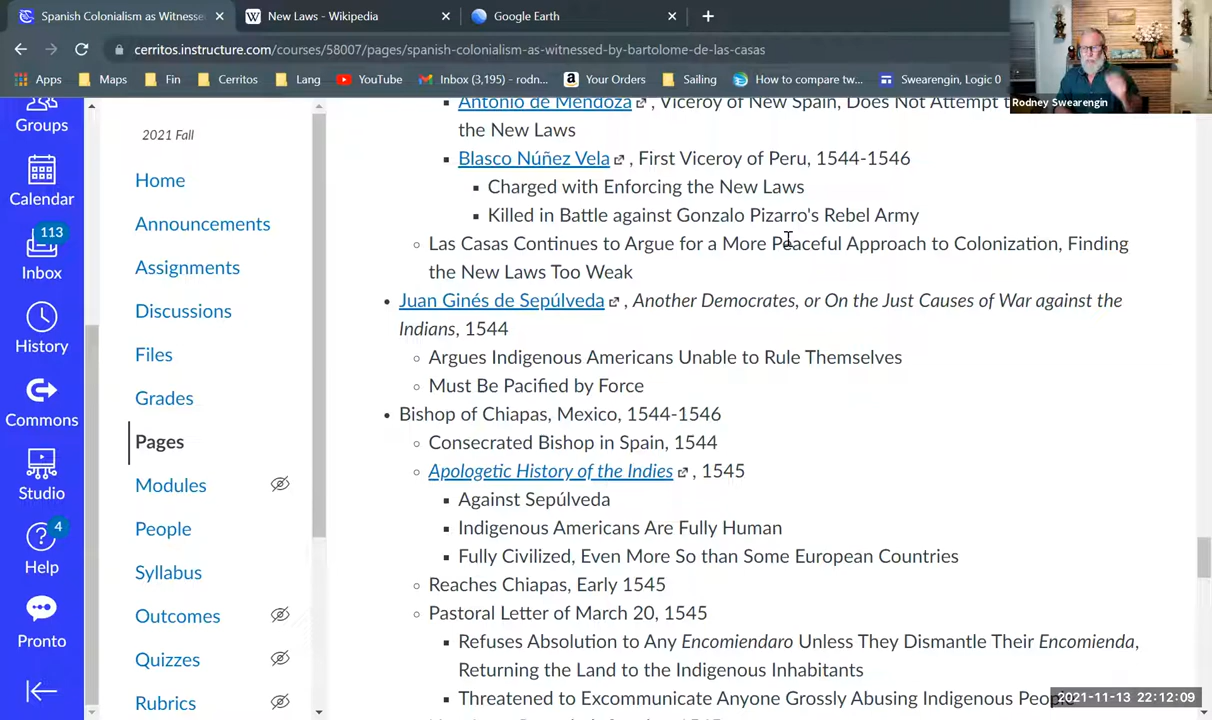 Spanish Colonialism as Witnesse
New Laws - Wikipedia
Google Earth
cerritos.instructure.com/courses/58007/pages/spanish-colonialism-as-witnessed-by-bartolome-de-las-casas
Apps
Maps
Fin
Cerritos
Lang
YouTube
Inbox (3,195) - rodn...
Your Orders
Sailing
How to compare tw...
Swearengin, Logic 0
Rodney Swearengin
Groups
Calendar
113
Inbox
History
Commons
Studio
4
Help
Pronto
2021 Fall
Home
Announcements
Assignments
Discussions
Files
Grades
Pages
Modules
People
Syllabus
Outcomes
Quizzes
Rubrics
Antonio de Mendoza, Viceroy of New Spain, Does Not Attempt
the New Laws
Blasco Núñez Vela, First Viceroy of Peru, 1544-1546
Charged with Enforcing the New Laws
Killed in Battle against Gonzalo Pizarro's Rebel Army
Las Casas Continues to Argue for a More Peaceful Approach to Colonization, Finding
the New Laws Too Weak
Juan Ginés de Sepúlveda, Another Democrates, or On the Just Causes of War against the
Indians, 1544
Argues Indigenous Americans Unable to Rule Themselves
Must Be Pacified by Force
Bishop of Chiapas, Mexico, 1544-1546
Consecrated Bishop in Spain, 1544
Apologetic History of the Indies, 1545
Against Sepúlveda
Indigenous Americans Are Fully Human
Fully Civilized, Even More So than Some European Countries
Reaches Chiapas, Early 1545
Pastoral Letter of March 20, 1545
Refuses Absolution to Any Encomiendaro Unless They Dismantle Their Encomienda,
Returning the Land to the Indigenous Inhabitants
Threatened to Excommunicate Anyone Grossly Abusing Indigenous People
2021-11-13 22:12:09